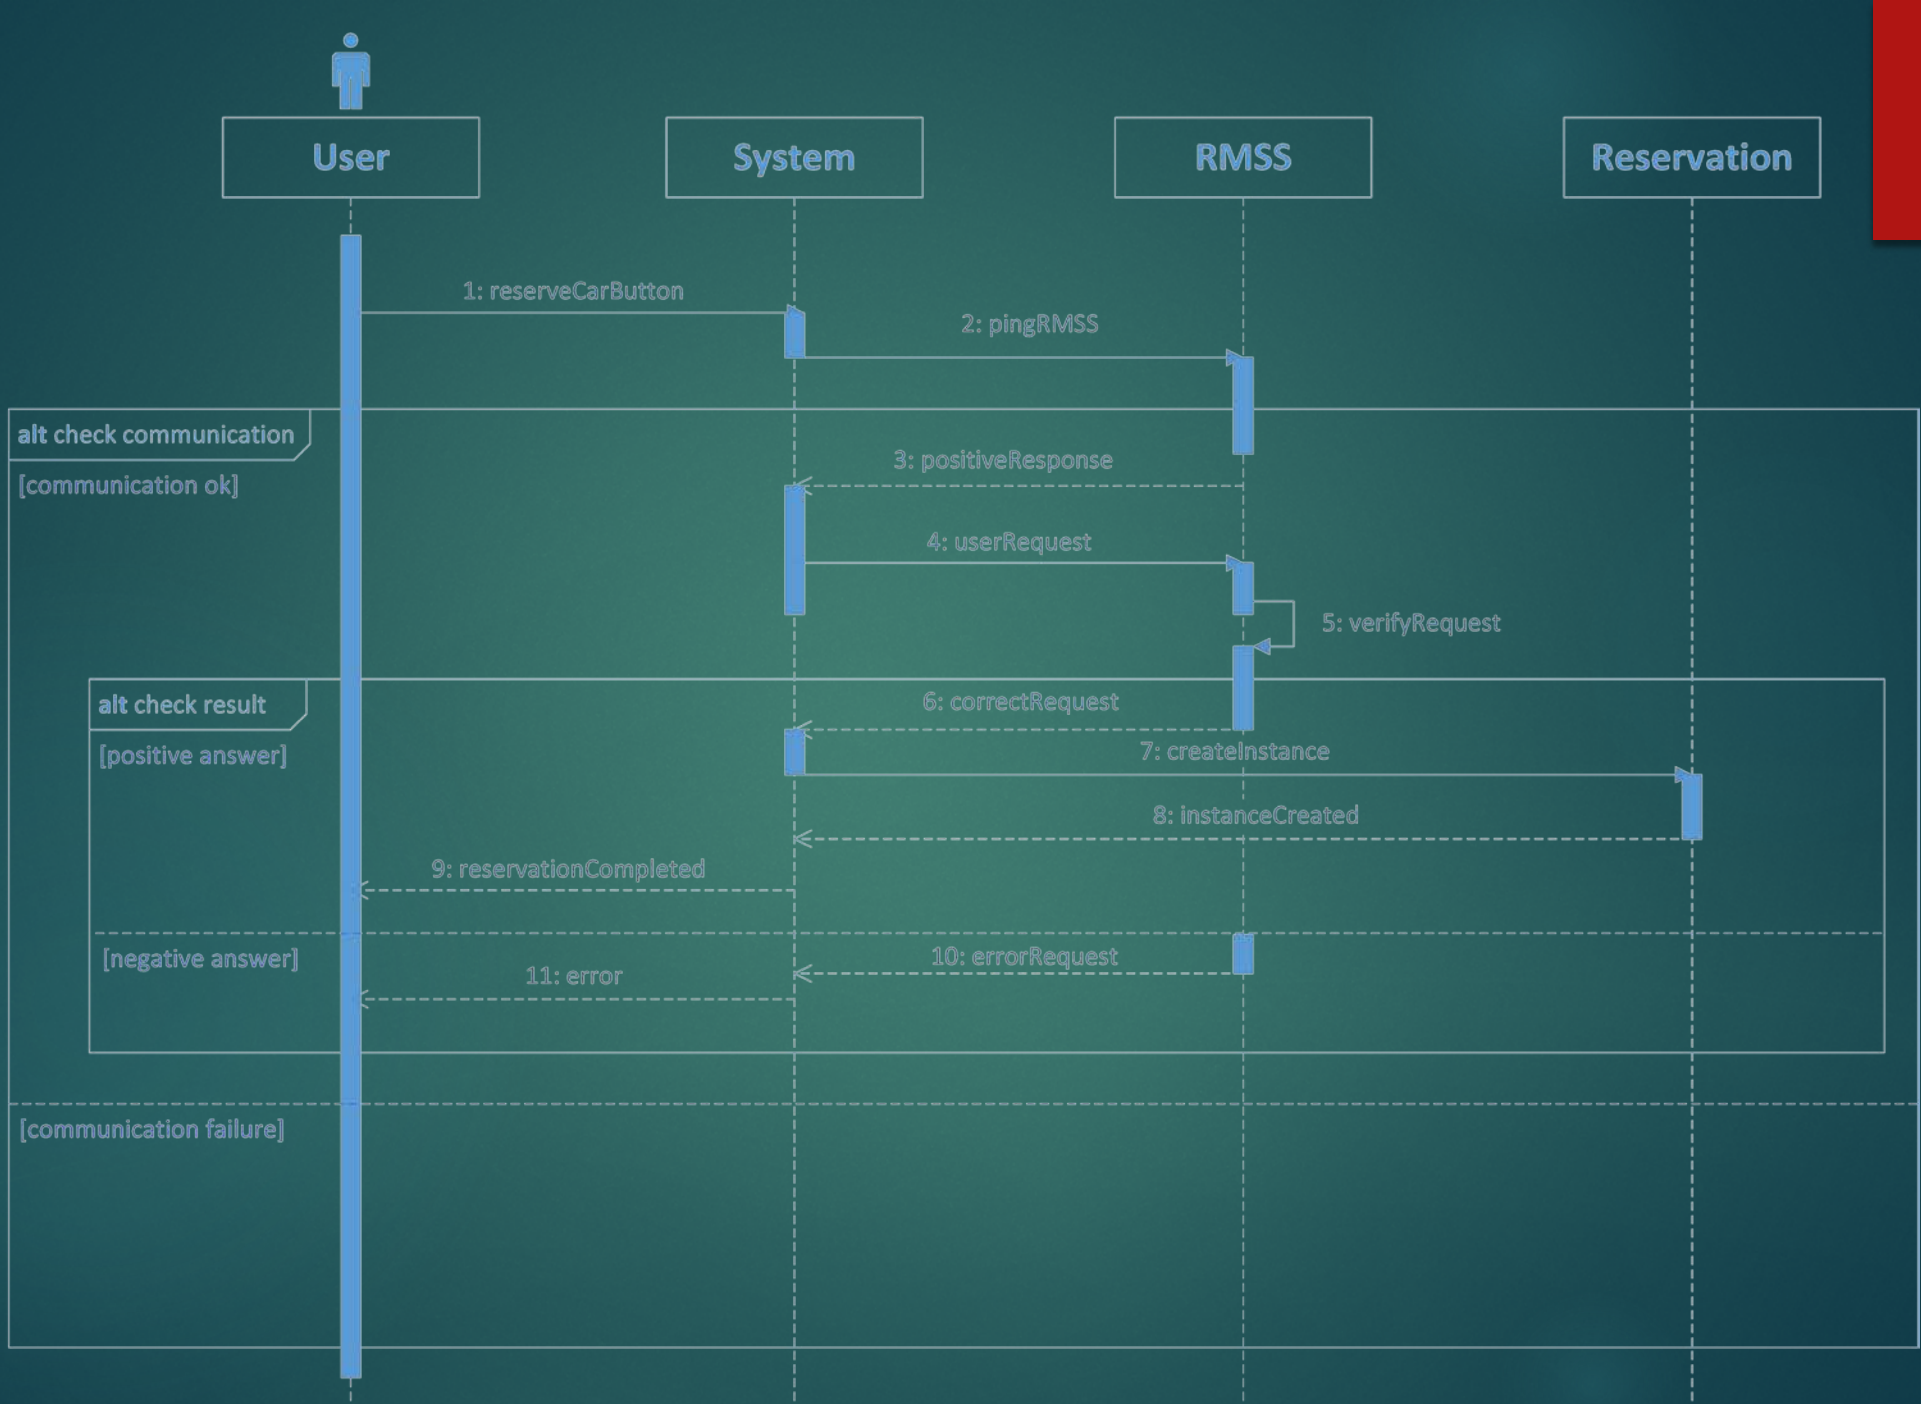 User
System
RMSS
Reservation
1: reserveCarButton
2: pingRMSS
alt check communication
[communication ok]
3: positiveResponse
4: userRequest
5: verifyRequest
alt check result
6: correctRequest
[positive answer]
7: createInstance
8: instanceCreated
9: reservationCompleted
[negative answer]
10: errorRequest
11: error
[communication failure]